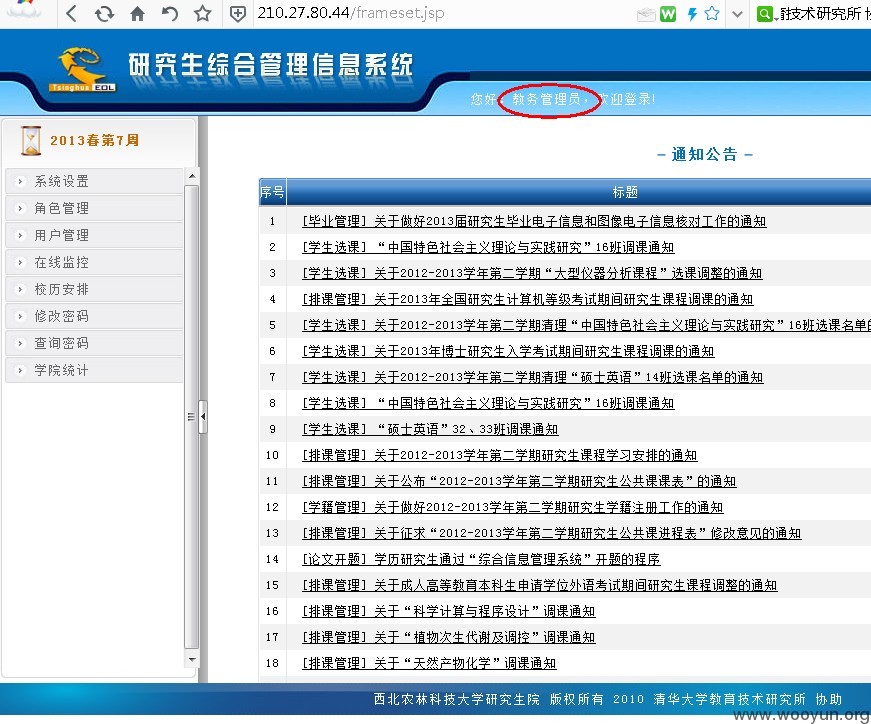 210.27.80.44/frameset.jsp
技术研究所
Tsinghua EDL
研究生综合管理信息系统
您好,教务管理员,欢迎登录!
2013春第7周
系统设置
角色管理
用户管理
在线监控
校历安排
修改密码
查询密码
学院统计
－通知公告－
序号 标题
1 [毕业管理] 关于做好2013届研究生毕业电子信息和图像电子信息核对工作的通知
2 [学生选课] “中国特色社会主义理论与实践研究”16班调课通知
3 [学生选课] 关于2012-2013学年第二学期“大型仪器分析课程”选课调整的通知
4 [排课管理] 关于2013年全国研究生计算机等级考试期间研究生课程调课的通知
5 [学生选课] 关于2012-2013学年第二学期清理“中国特色社会主义理论与实践研究”16班选课名单的
6 [学生选课] 关于2013年博士研究生入学考试期间研究生课程调课的通知
7 [学生选课] 关于2012-2013学年第二学期清理“硕士英语”14班选课名单的通知
8 [学生选课] “中国特色社会主义理论与实践研究”16班调课通知
9 [学生选课] “硕士英语”32、33班调课通知
10 [排课管理] 关于2012-2013学年第二学期研究生课程学习安排的通知
11 [排课管理] 关于公布“2012-2013学年第二学期研究生公共课课表”的通知
12 [学籍管理] 关于做好2012-2013学年第二学期研究生学籍注册工作的通知
13 [排课管理] 关于征求“2012-2013学年第二学期研究生公共课进程表”修改意见的通知
14 [论文开题] 学历研究生通过“综合信息管理系统”开题的程序
15 [排课管理] 关于成人高等教育本科生申请学位外语考试期间研究生课程调整的通知
16 [排课管理] 关于“科学计算与程序设计”调课通知
17 [排课管理] 关于“植物次生代谢及调控”调课通知
18 [排课管理] 关于“天然产物化学”调课通知
西北农林科技大学研究生院 版权所有 2010 清华大学教育技术研究所 协助
www.wooyun.org